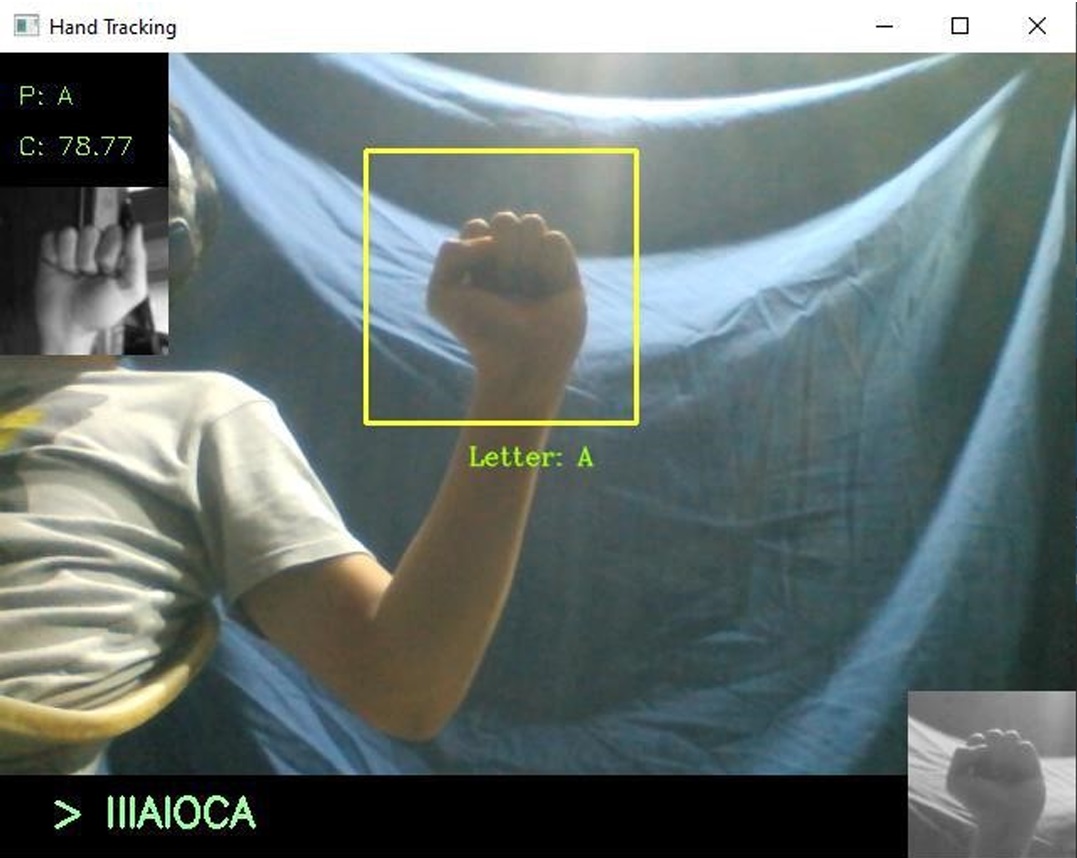 Hand Tracking
P: A
C: 78.77
Letter: A
> IIIAIOCA